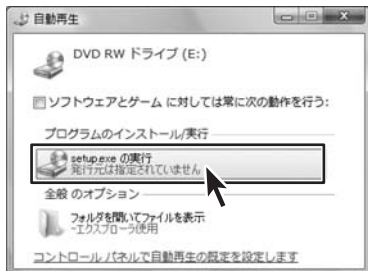 自動再生
DVD RW ドライブ (E:)
ソフトウェアとゲーム に対しては常に次の動作を行う:
プログラムのインストール/実行
setup.exe の実行
発行元は指定されていません
全般 のオプション
フォルダを開いてファイルを表示
-エクスプローラ使用
コントロール パネルで自動再生の既定を設定します